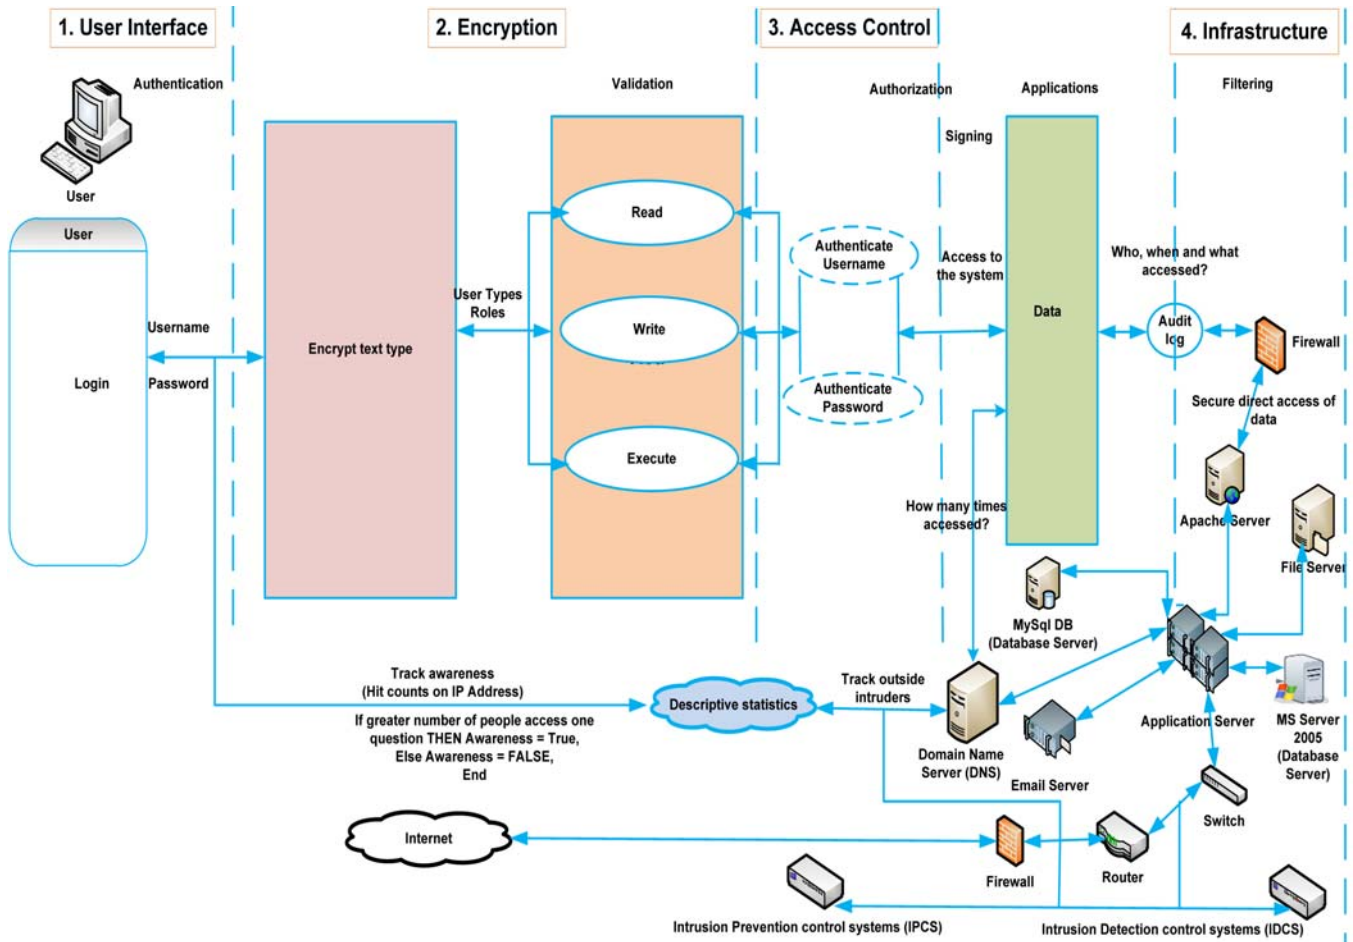 1. User Interface
2. Encryption
3. Access Control
4. Infrastructure
Authentication
Validation
Authorization
Applications
Filtering
Signing
User
User
Login
Username
Password
Encrypt text type
User Types
Roles
Read
Write
Execute
Authenticate
Username
Authenticate
Password
Access to
the system
Data
Who, when and what
accessed?
Audit
log
Firewall
Secure direct access of
data
How many times
accessed?
Apache Server
File Server
MySql DB
(Database Server)
Track awareness
(Hit counts on IP Address)
If greater number of people access one
question THEN Awareness = True,
Else Awareness = FALSE,
End
Descriptive statistics
Track outside
intruders
Domain Name
Server (DNS)
Email Server
Application Server
MS Server
2005
(Database
Server)
Switch
Internet
Firewall
Router
Intrusion Prevention control systems (IPCS)
Intrusion Detection control systems (IDCS)